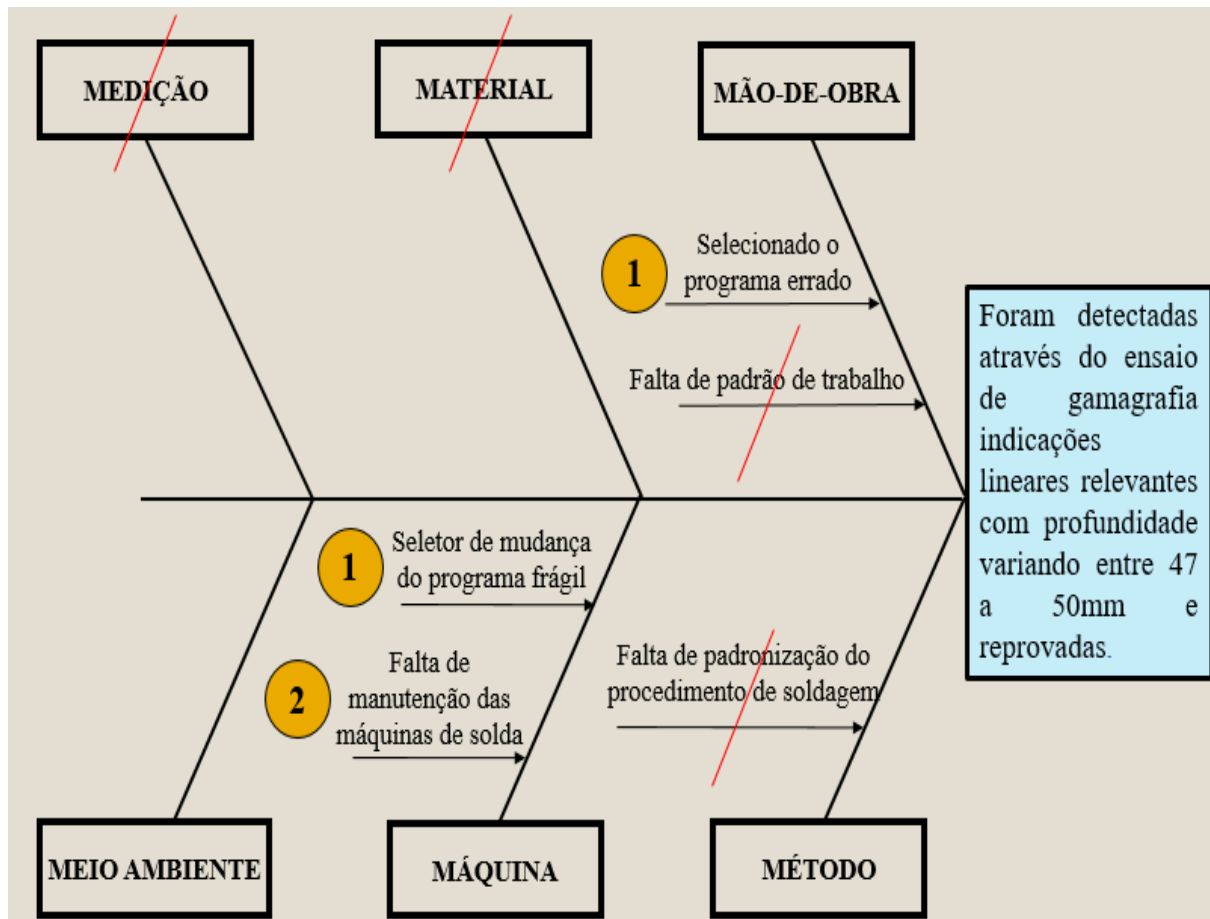 MEDIÇÃO
MATERIAL
MÃO-DE-OBRA
1
Selecionado o
programa errado
Falta de padrão de trabalho
Foram detectadas
através do ensaio
de gamagrafia
indicações
lineares relevantes
com profundidade
variando entre 47
a 50mm e
reprovadas.
1
Seletor de mudança
do programa frágil
2
Falta de
manutenção das
máquinas de solda
Falta de padronização do
procedimento de soldagem
MEIO AMBIENTE
MÁQUINA
MÉTODO